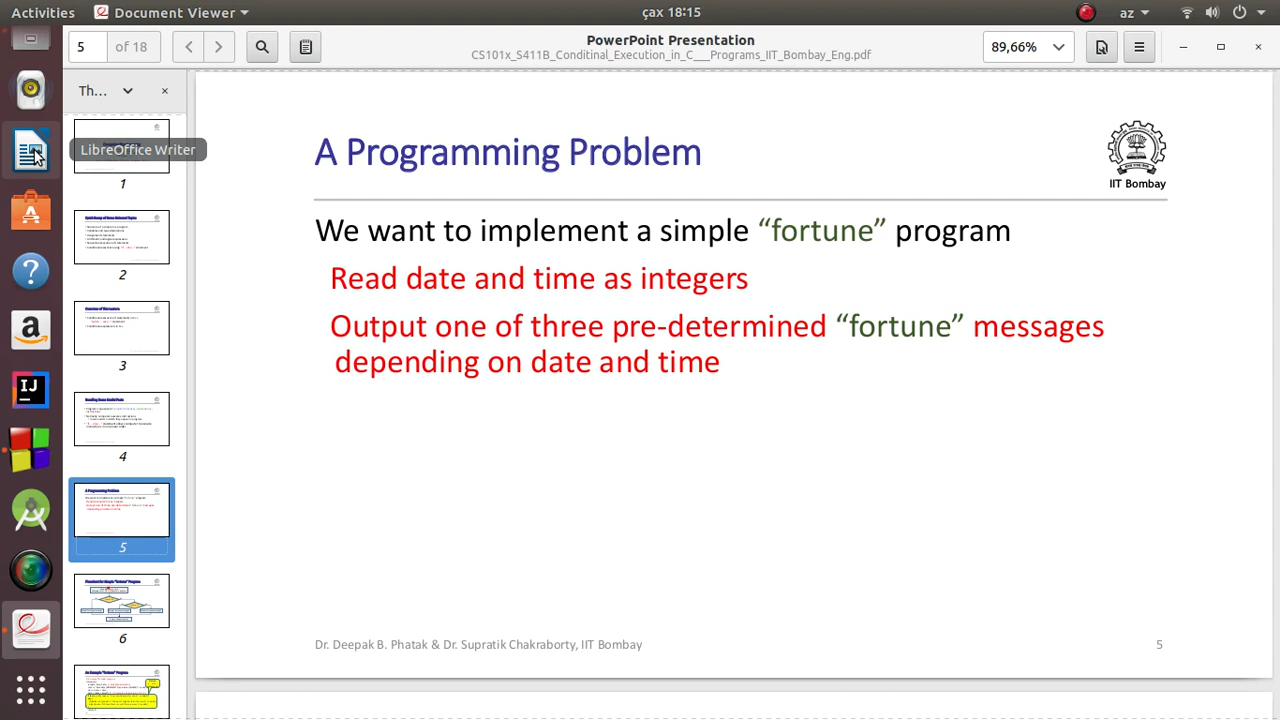 Activities
Document Viewer
çax 18:15
az
5
of 18
PowerPoint Presentation
CS101x_S411B_Conditinal_Execution_in_C___Programs_IIT_Bombay_Eng.pdf
89,66%
Th...
LibreOffice Writer
1
2
3
4
5
6
A Programming Problem
IIT Bombay
We want to implement a simple “fortune” program
Read date and time as integers
Output one of three pre-determined “fortune” messages
depending on date and time
Dr. Deepak B. Phatak & Dr. Supratik Chakraborty, IIT Bombay
5